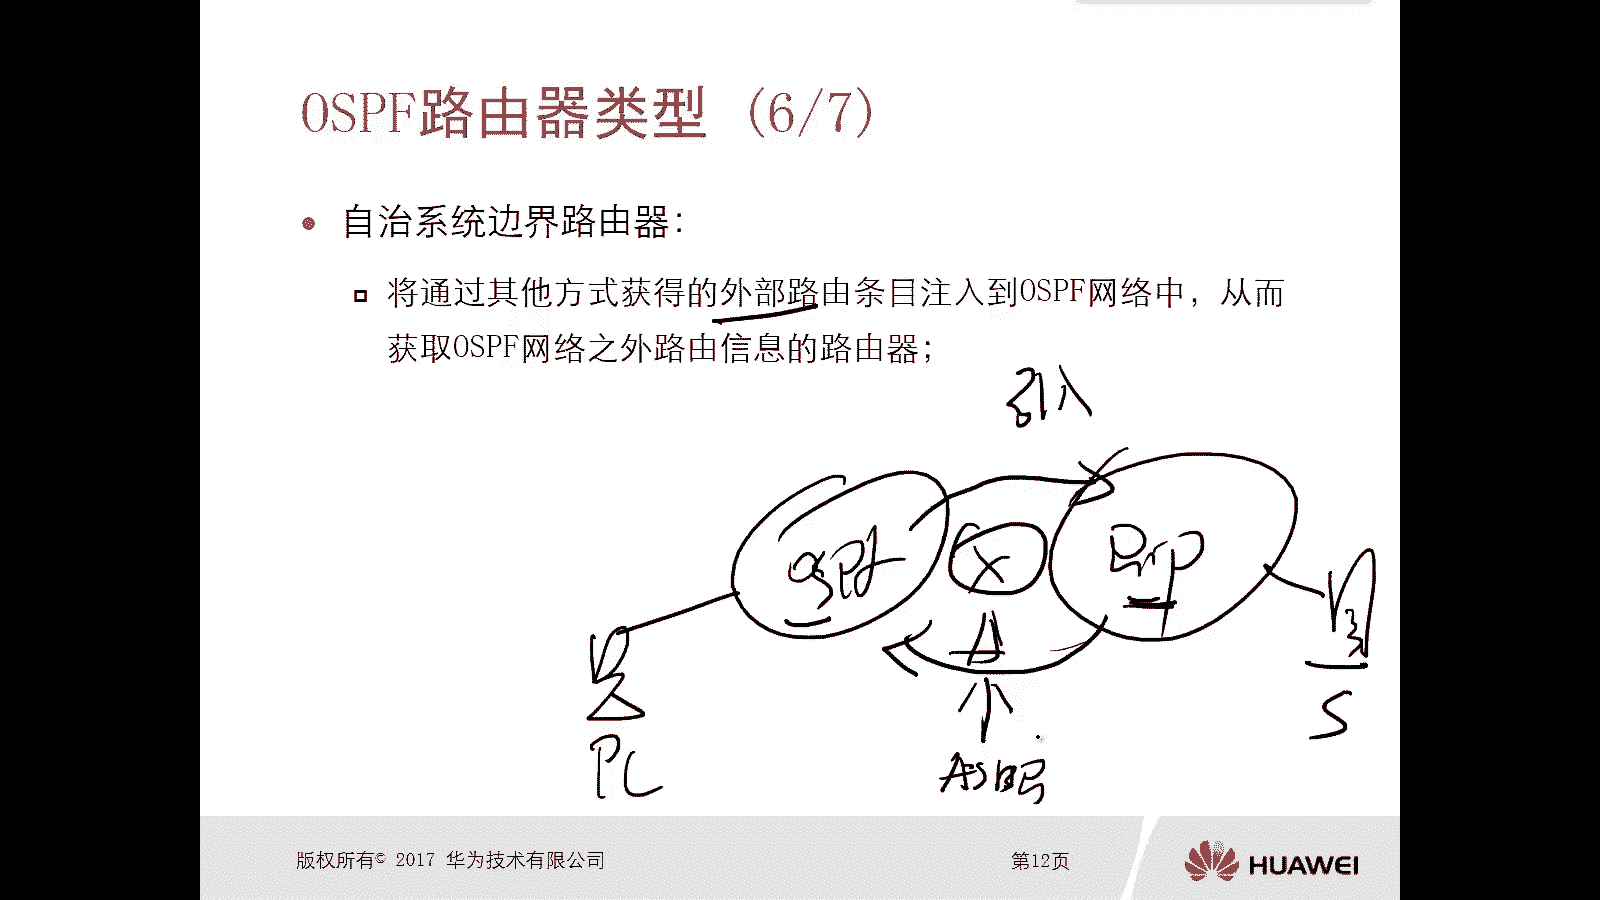 OSPF路由器类型 (6/7)
自治系统边界路由器：
将通过其他方式获得的外部路由条目注入到OSPF网络中，从而
获取OSPF网络之外路由信息的路由器；
引入
OSPF
A
S
PC
ASBR
版权所有© 2017 华为技术有限公司
第12页
HUAWEI